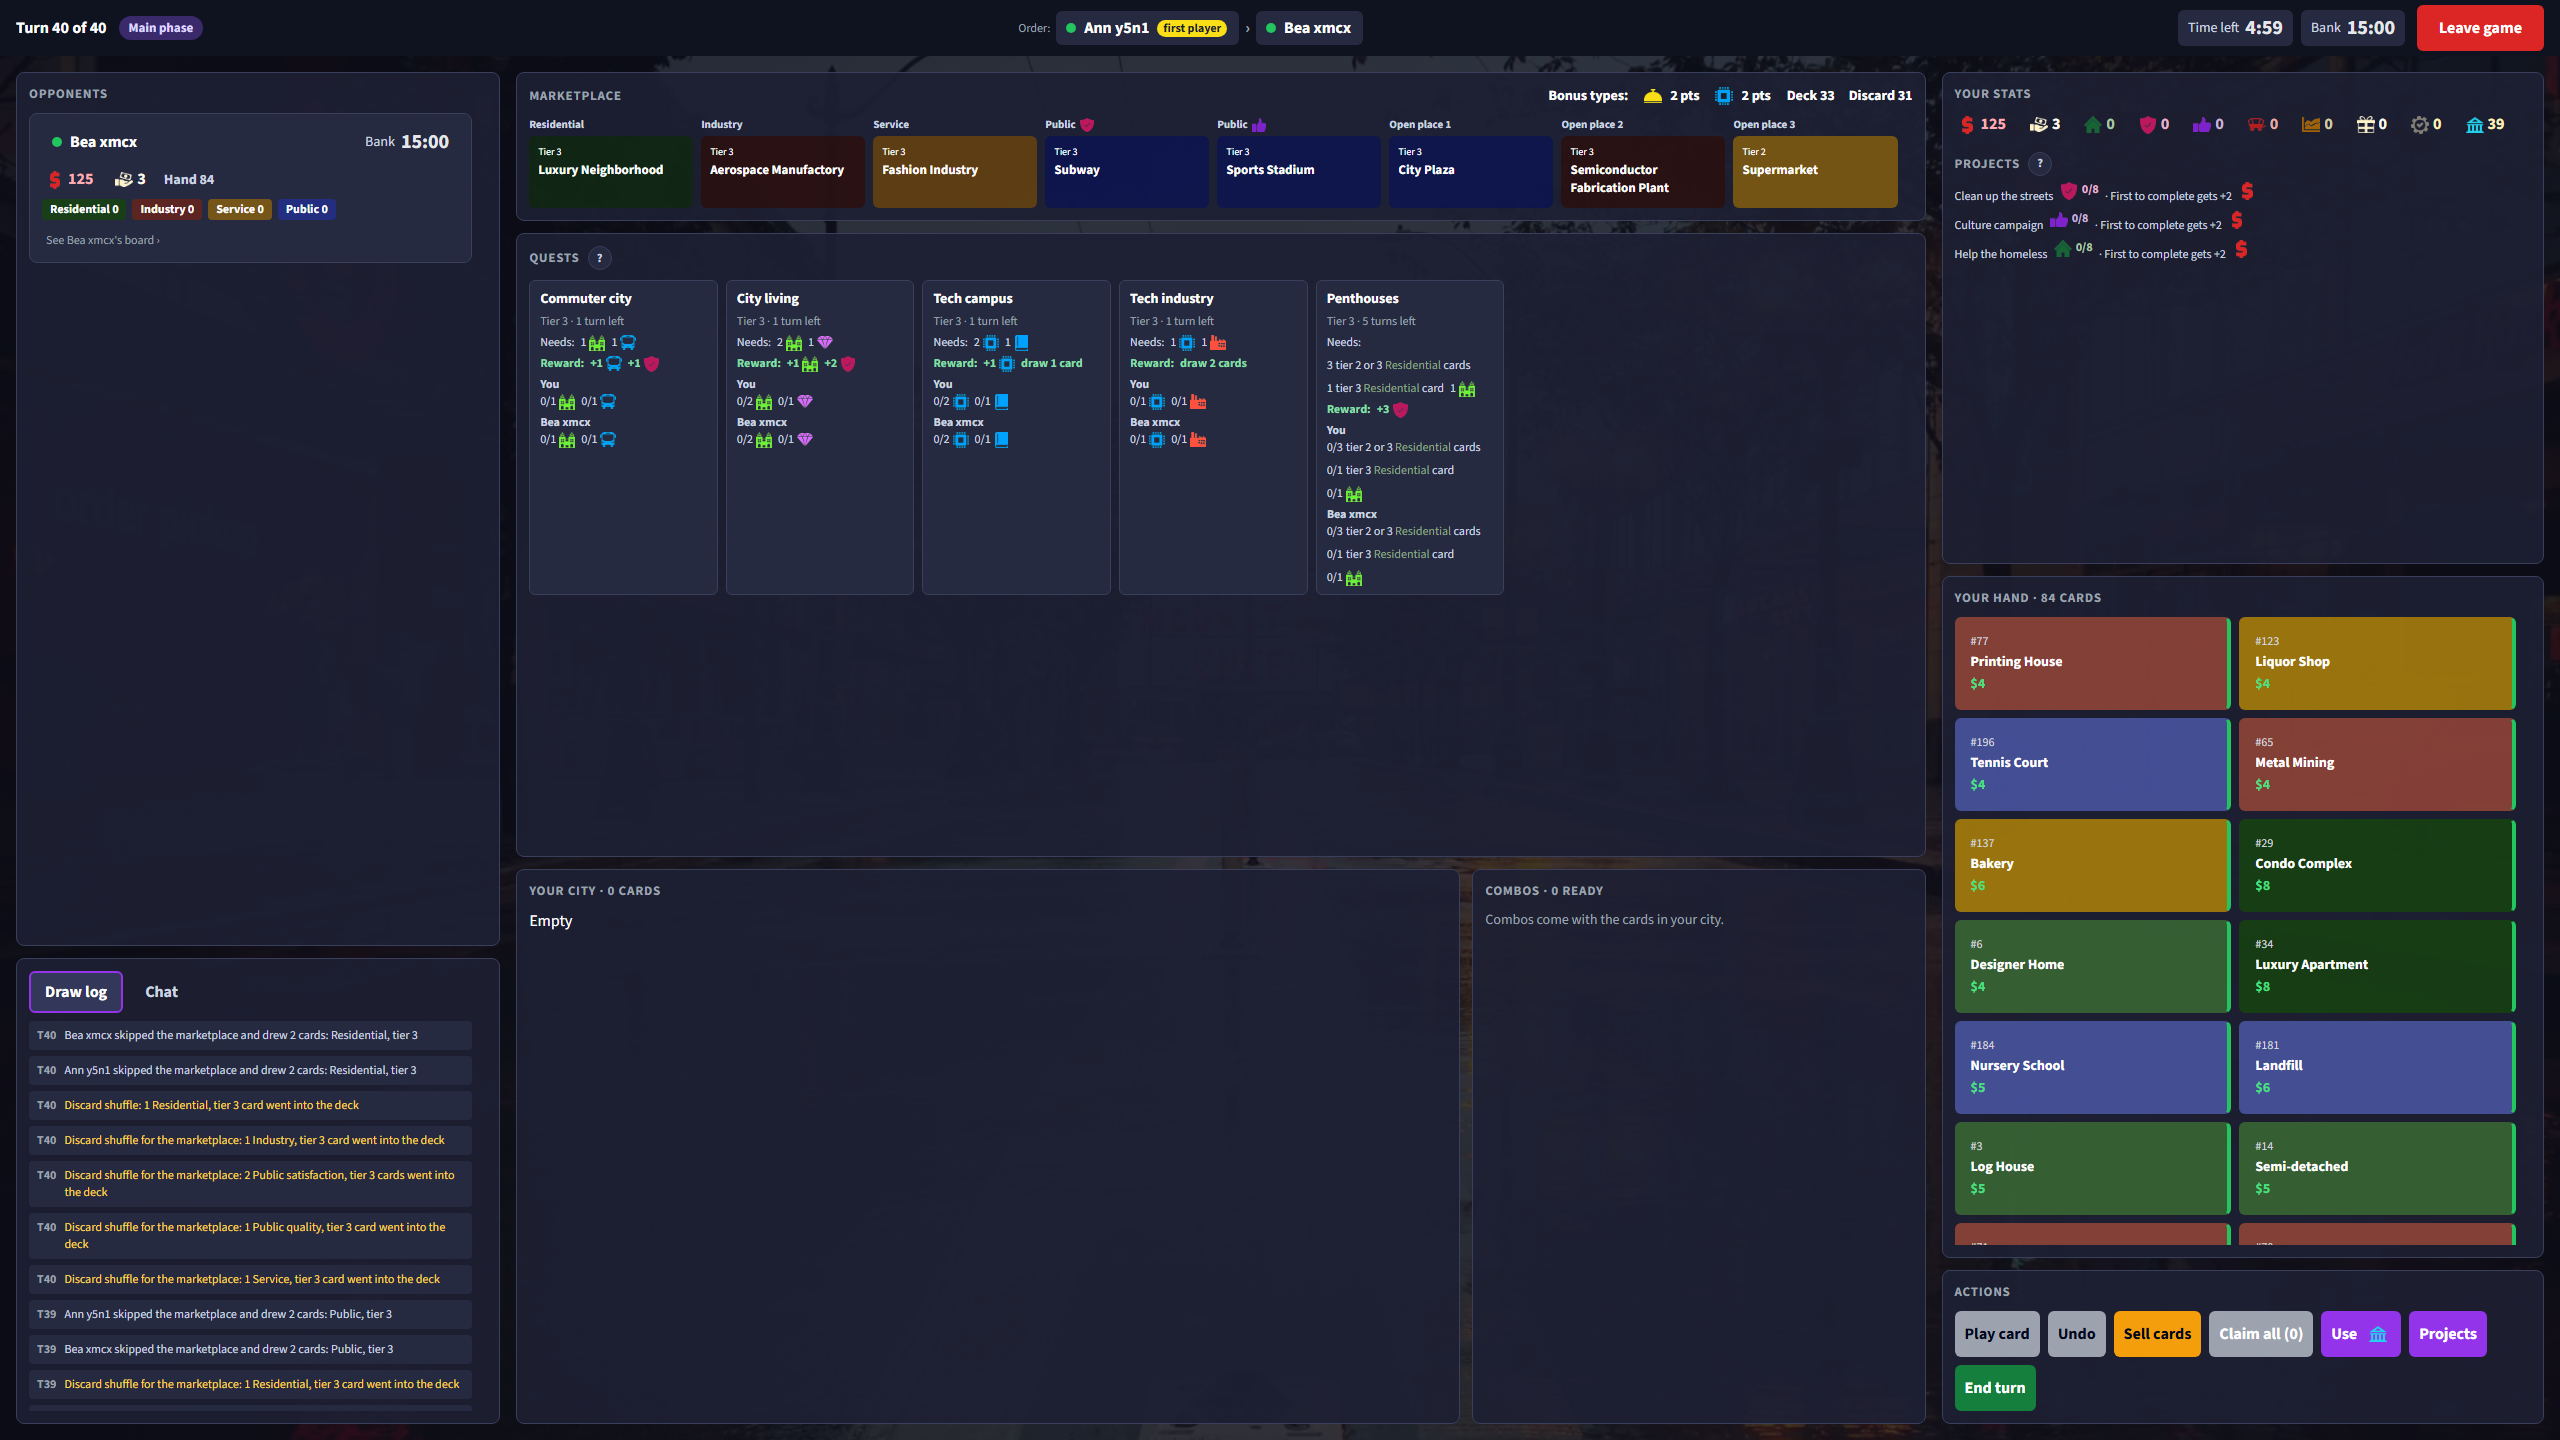 Turn 40 of 40 Main phase
Order: Ann y5n1 first player › Bea xmcx
Time left 4:59 Bank 15:00 Leave game
OPPONENTS
Bea xmcx Bank 15:00
125 3 Hand 84
Residential 0 Industry 0 Service 0 Public 0
See Bea xmcx's board ›
Draw log Chat
T40 Bea xmcx skipped the marketplace and drew 2 cards: Residential, tier 3
T40 Ann y5n1 skipped the marketplace and drew 2 cards: Residential, tier 3
T40 Discard shuffle: 1 Residential, tier 3 card went into the deck
T40 Discard shuffle for the marketplace: 1 Industry, tier 3 card went into the deck
T40 Discard shuffle for the marketplace: 2 Public satisfaction, tier 3 cards went into
the deck
T40 Discard shuffle for the marketplace: 1 Public quality, tier 3 card went into the
deck
T40 Discard shuffle for the marketplace: 1 Service, tier 3 card went into the deck
T39 Ann y5n1 skipped the marketplace and drew 2 cards: Public, tier 3
T39 Bea xmcx skipped the marketplace and drew 2 cards: Public, tier 3
T39 Discard shuffle for the marketplace: 1 Residential, tier 3 card went into the deck
MARKETPLACE
Bonus types: 2 pts 2 pts Deck 33 Discard 31
Residential Industry Service Public Public Open place 1 Open place 2 Open place 3
Tier 3 Tier 3 Tier 3 Tier 3 Tier 3 Tier 3 Tier 3 Tier 2
Luxury Neighborhood Aerospace Manufactory Fashion Industry Subway Sports Stadium City Plaza Semiconductor Supermarket
Fabrication Plant
QUESTS ?
Commuter city
Tier 3 · 1 turn left
Needs: 1 1
Reward: +1 +1
You
0/1 0/1
Bea xmcx
0/1 0/1
City living
Tier 3 · 1 turn left
Needs: 2 1
Reward: +1 +2
You
0/2 0/1
Bea xmcx
0/2 0/1
Tech campus
Tier 3 · 1 turn left
Needs: 2 1
Reward: +1 draw 1 card
You
0/2 0/1
Bea xmcx
0/2 0/1
Tech industry
Tier 3 · 1 turn left
Needs: 1 1
Reward: draw 2 cards
You
0/1 0/1
Bea xmcx
0/1 0/1
Penthouses
Tier 3 · 5 turns left
Needs:
3 tier 2 or 3 Residential cards
1 tier 3 Residential card 1
Reward: +3
You
0/3 tier 2 or 3 Residential cards
0/1 tier 3 Residential card
0/1
Bea xmcx
0/3 tier 2 or 3 Residential cards
0/1 tier 3 Residential card
0/1
YOUR CITY · 0 CARDS
Empty
COMBOS · 0 READY
Combos come with the cards in your city.
YOUR STATS
125 3 0 0 0 0 0 0 0 39
PROJECTS ?
Clean up the streets 0/8 · First to complete gets +2
Culture campaign 0/8 · First to complete gets +2
Help the homeless 0/8 · First to complete gets +2
YOUR HAND · 84 CARDS
#77
Printing House
$4
#123
Liquor Shop
$4
#196
Tennis Court
$4
#65
Metal Mining
$4
#137
Bakery
$6
#29
Condo Complex
$8
#6
Designer Home
$4
#34
Luxury Apartment
$8
#184
Nursery School
$5
#181
Landfill
$6
#3
Log House
$5
#14
Semi-detached
$5
ACTIONS
Play card Undo Sell cards Claim all (0) Use Projects
End turn